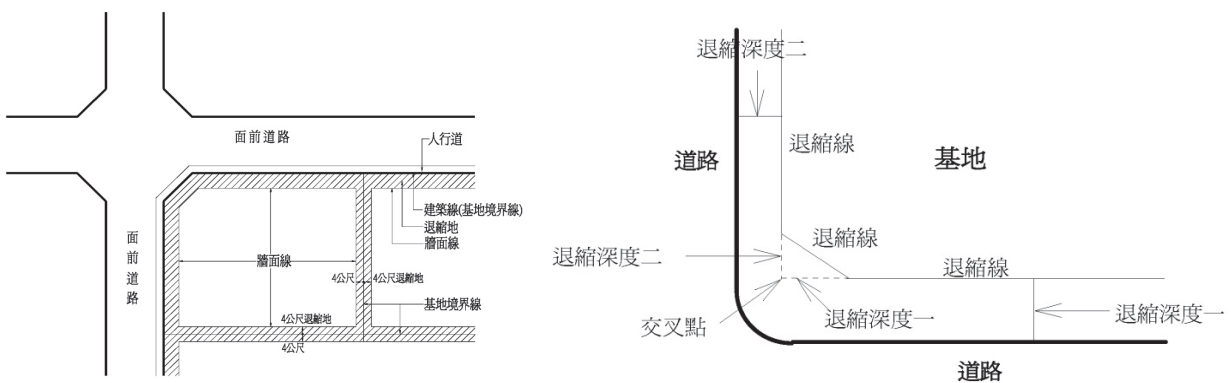 面前道路
人行道
建築線(基地境界線)
退縮地
牆面線
面前道路
牆面線
4公尺
4公尺退縮地
基地境界線
4公尺退縮地
4公尺
退縮深度二
退縮線
道路
基地
退縮線
退縮深度二
退縮線
交叉點
退縮深度一
退縮深度一
道路